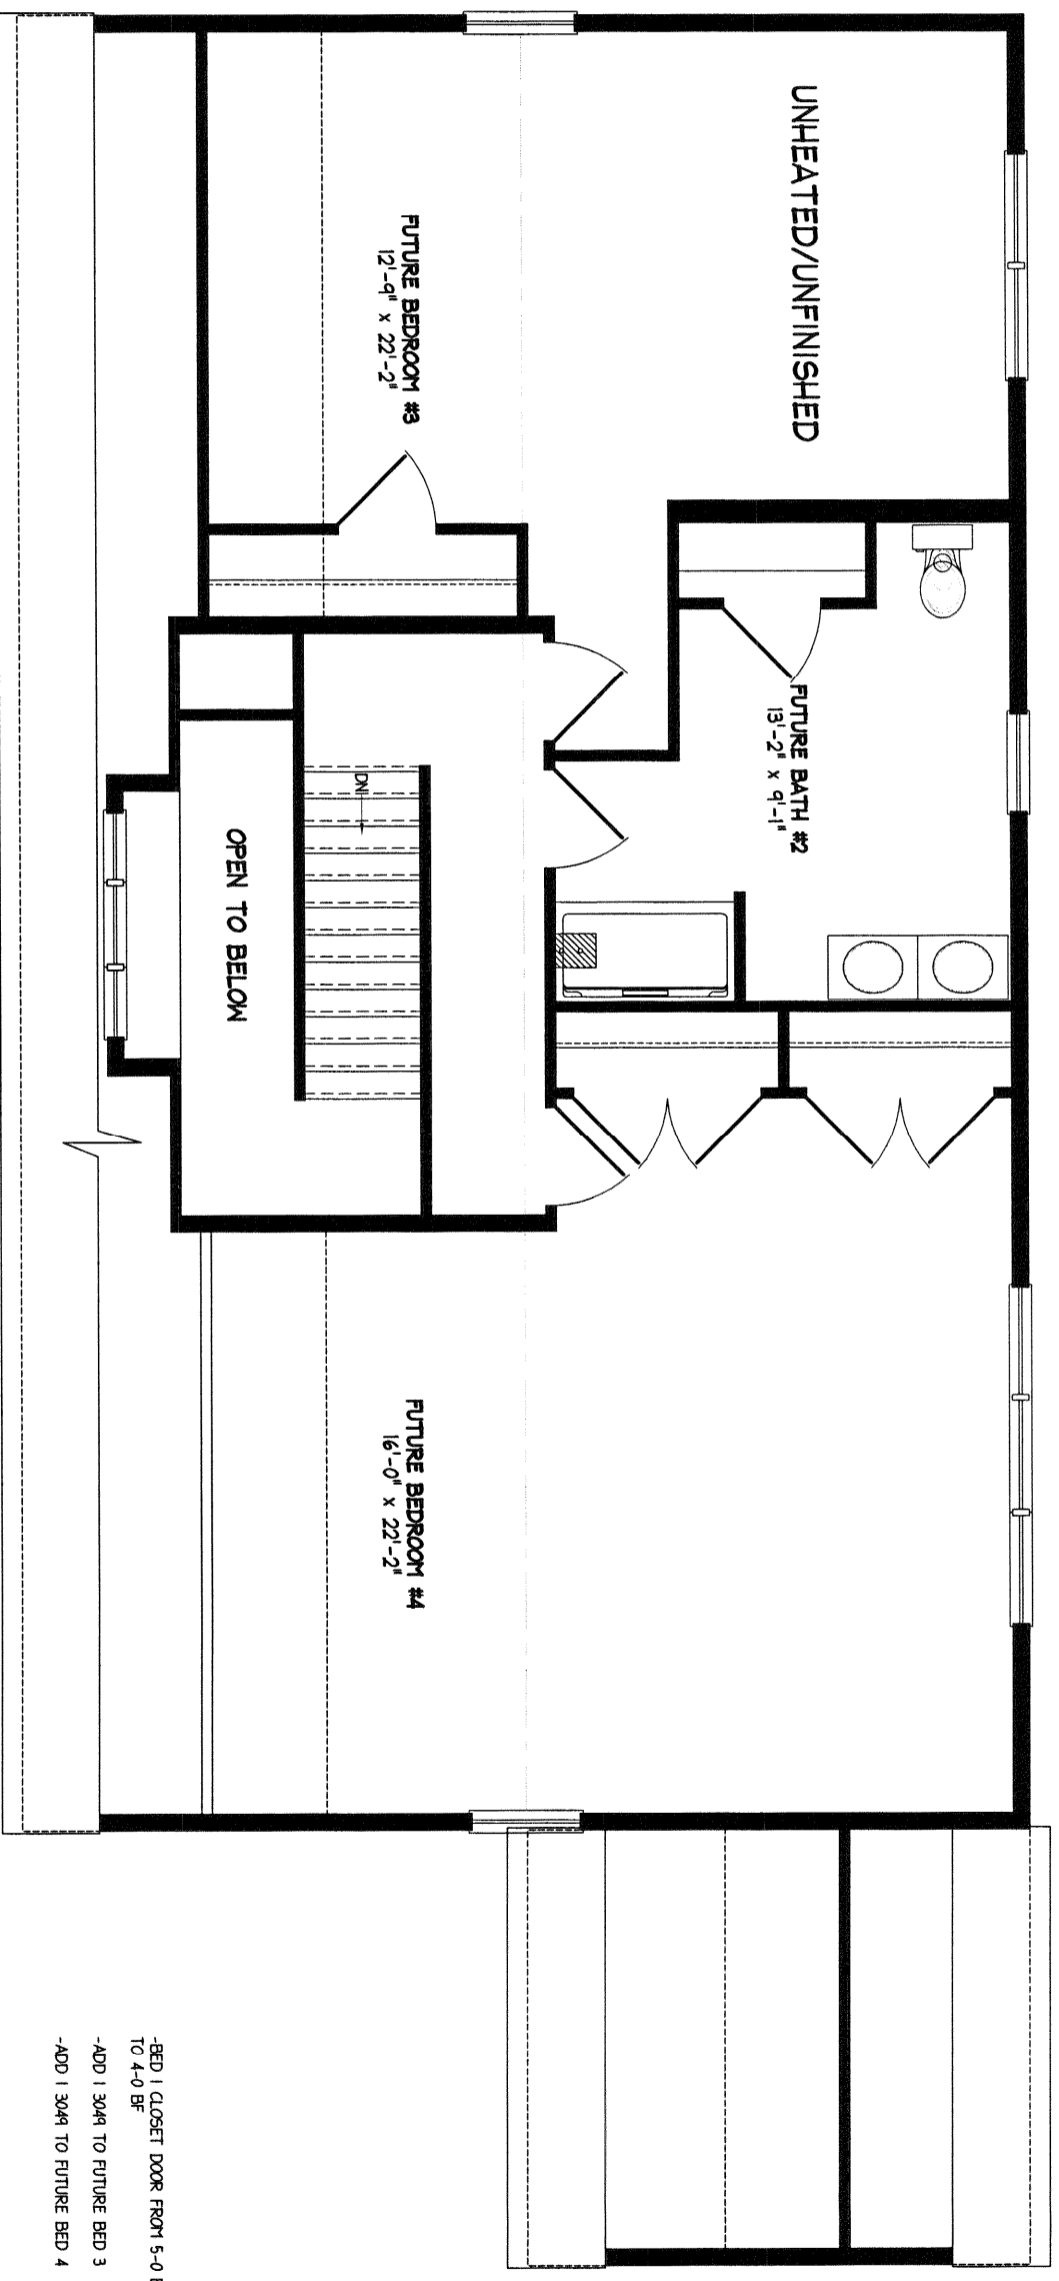 UNHEATED/UNFINISHED
FUTURE BEDROOM #3
12'-9" x 22'-2"
FUTURE BATH #2
13'-2" x 9'-1"
DN
OPEN TO BELOW
FUTURE BEDROOM #4
16'-0" x 22'-2"
-BED 1 CLOSET DOOR FROM 5-0
TO 4-0 BF
-ADD 1 3049 TO FUTURE BED 3
-ADD 1 3049 TO FUTURE BED 4